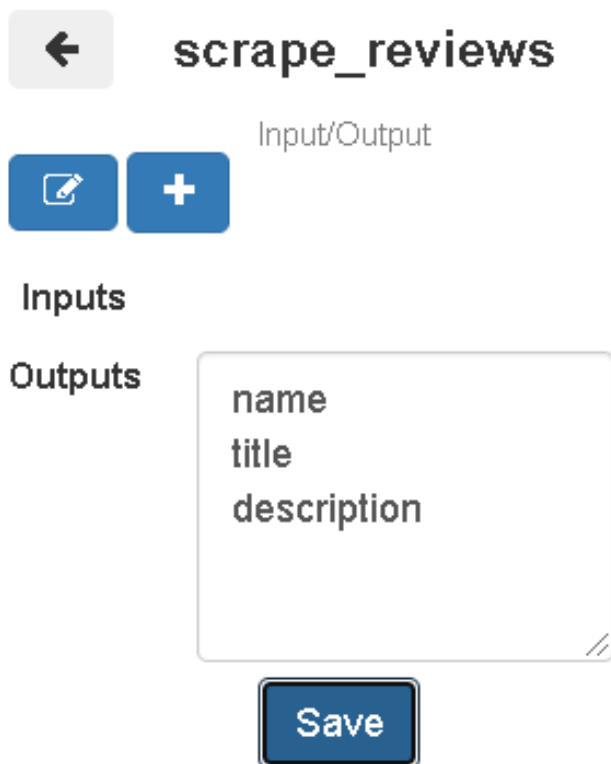 scrape_reviews
Input/Output
Inputs
Outputs
name
title
description
Save